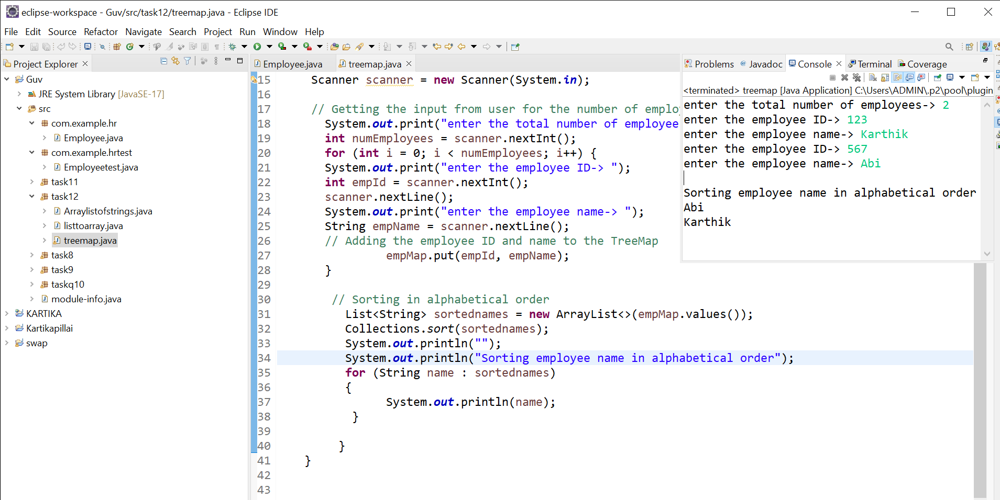 eclipse-workspace - Guv/src/task12/treemap.java - Eclipse IDE
File Edit Source Refactor Navigate Search Project Run Window Help
Project Explorer
Guv
JRE System Library [JavaSE-17]
src
com.example.hr
Employee.java
com.example.hrtest
Employeetest.java
task11
task12
Arraylistofstrings.java
listtoarray.java
treemap.java
task8
task9
taskq10
module-info.java
KARTIKA
Kartikapillai
swap
Employee.java treemap.java
15 Scanner scanner = new Scanner(System.in);
16
17 // Getting the input from user for the number of emplo
18 System.out.print("enter the total number of employee
19 int numEmployees = scanner.nextInt();
20 for (int i = 0; i < numEmployees; i++) {
21 System.out.print("enter the employee ID-> ");
22 int empId = scanner.nextInt();
23 scanner.nextLine();
24 System.out.print("enter the employee name-> ");
25 String empName = scanner.nextLine();
26 // Adding the employee ID and name to the TreeMap
27 empMap.put(empId, empName);
28 }
29
30 // Sorting in alphabetical order
31 List<String> sortednames = new ArrayList<>(empMap.values());
32 Collections.sort(sortednames);
33 System.out.println("");
34 System.out.println("Sorting employee name in alphabetical order");
35 for (String name : sortednames)
36 {
37 System.out.println(name);
38 }
39
40 }
41 }
42
43
Problems Javadoc Console Terminal Coverage
<terminated> treemap [Java Application] C:\Users\ADMIN\.p2\pool\plugin
enter the total number of employees-> 2
enter the employee ID-> 123
enter the employee name-> Karthik
enter the employee ID-> 567
enter the employee name-> Abi
Sorting employee name in alphabetical order
Abi
Karthik